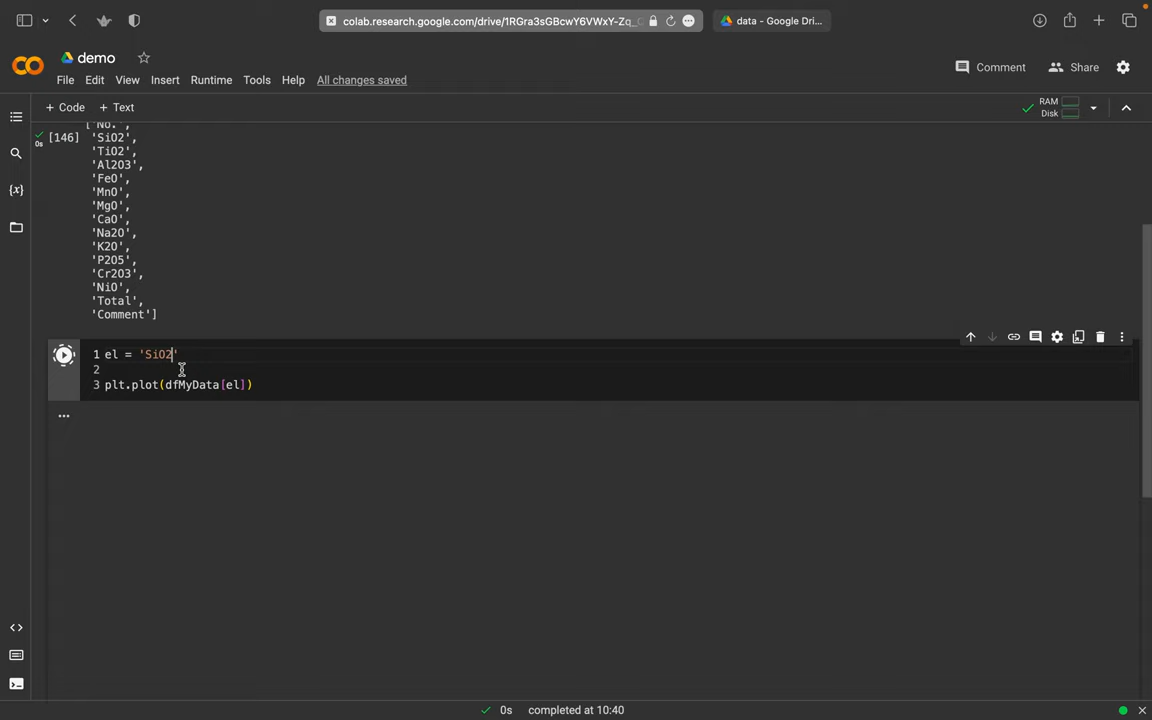 colab.research.google.com/drive/1RGra3sGBcwY6VWxY-Zq_
data - Google Dri...
demo
File Edit View Insert Runtime Tools Help All changes saved
Comment
Share
+ Code + Text
RAM
Disk
['No.',
[146] 'SiO2',
0s
'TiO2',
'Al2O3',
'FeO',
'MnO',
'MgO',
'CaO',
'Na2O',
'K2O',
'P2O5',
'Cr2O3',
'NiO',
'Total',
'Comment']
{x}
1 el = 'SiO2'
2
3 plt.plot(dfMyData[el])
...
0s completed at 10:40